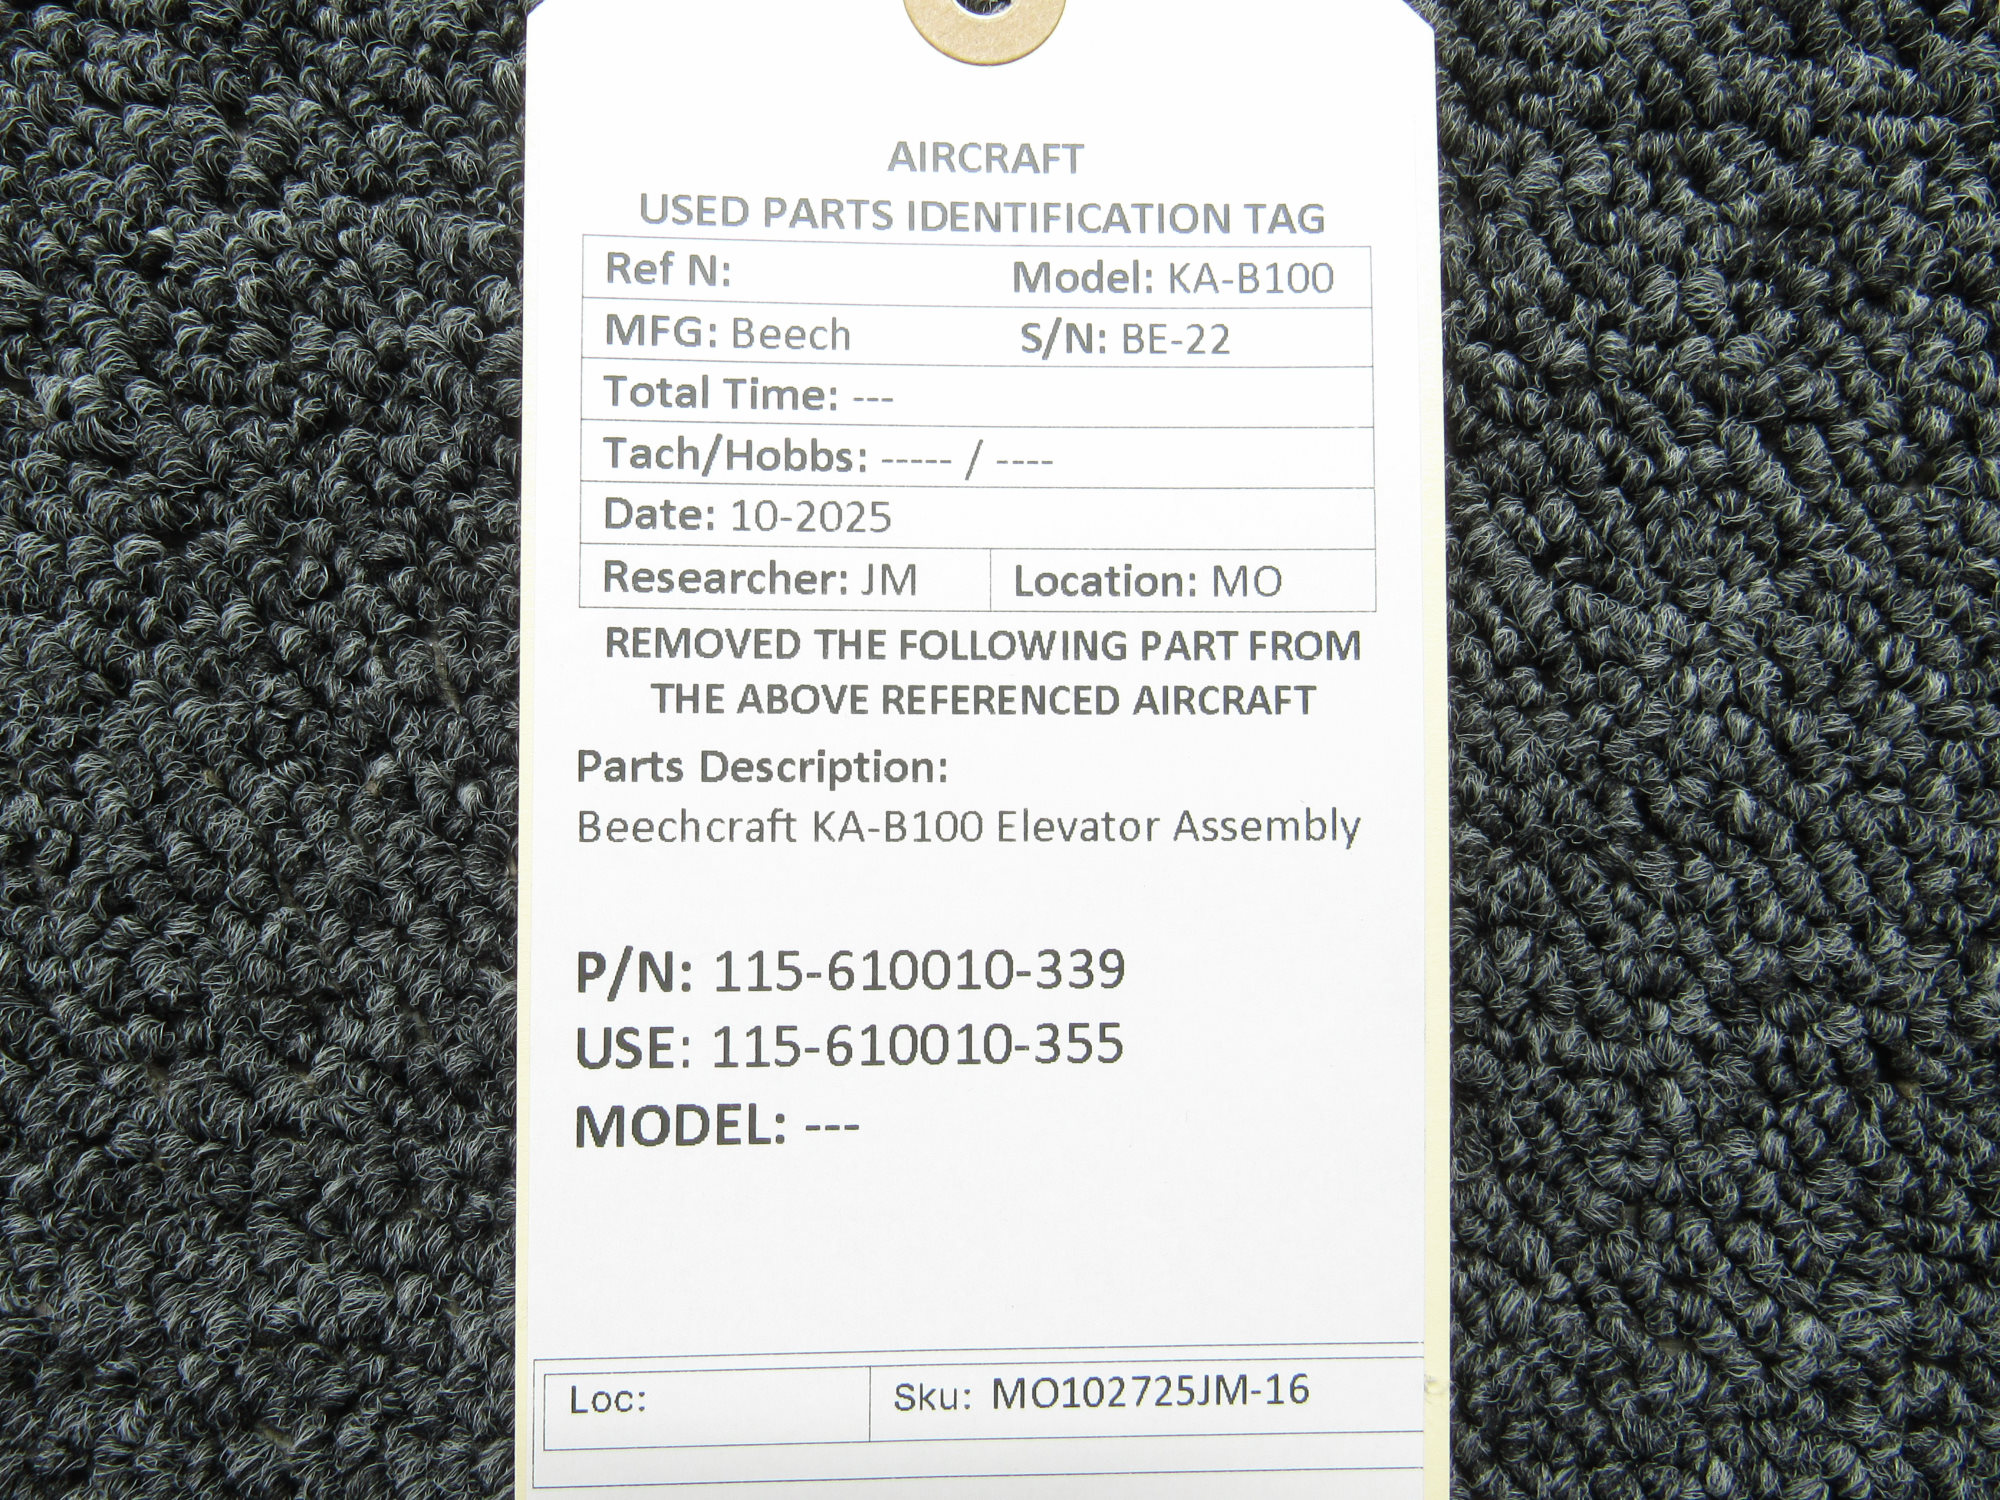 AIRCRAFT
USED PARTS IDENTIFICATION TAG
Ref N: Model: KA-B100
MFG: Beech S/N: BE-22
Total Time: ---
Tach/Hobbs: ----- / ----
Date: 10-2025
Researcher: JM Location: MO
REMOVED THE FOLLOWING PART FROM
THE ABOVE REFERENCED AIRCRAFT
Parts Description:
Beechcraft KA-B100 Elevator Assembly
P/N: 115-610010-339
USE: 115-610010-355
MODEL: ---
Loc: Sku: MO102725JM-16